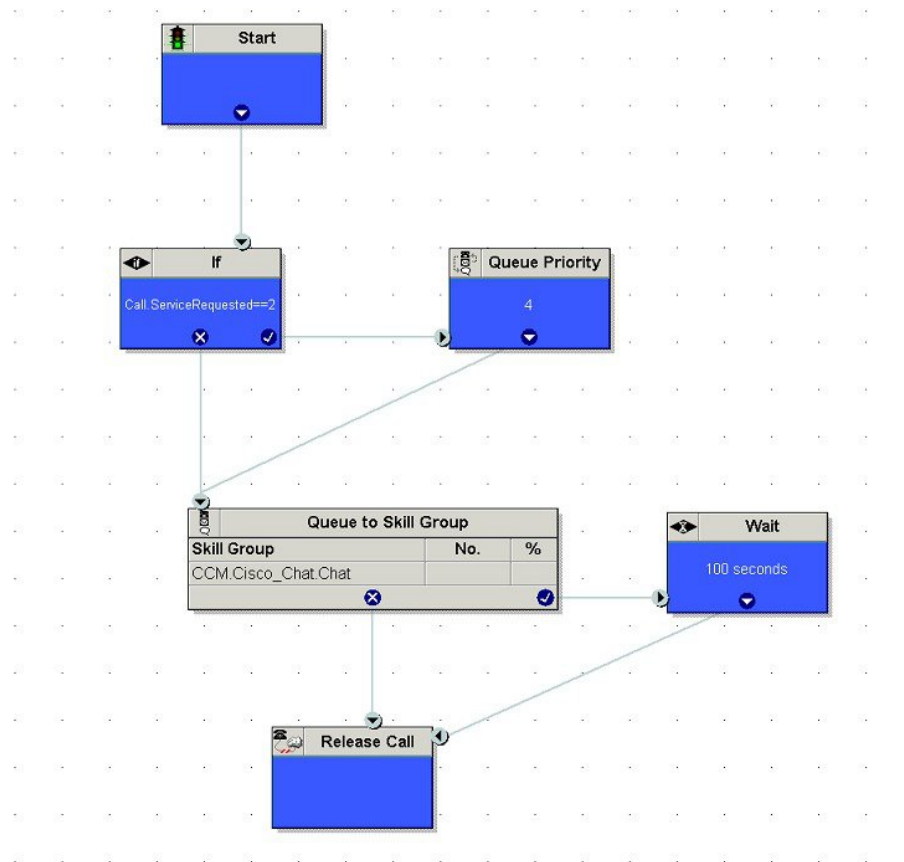 Start
If
Call.ServiceRequested==2
Queue Priority
4
Queue to Skill Group
Skill Group No. %
CCM.Cisco_Chat.Chat
Wait
100 seconds
Release Call